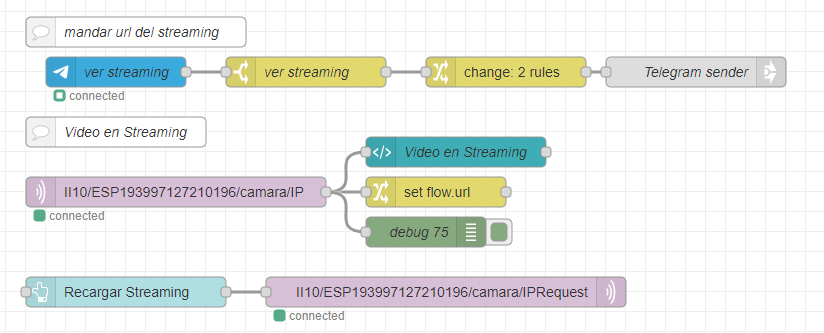 mandar url del streaming
ver streaming
ver streaming
change: 2 rules
Telegram sender
connected
Video en Streaming
Video en Streaming
II10/ESP193997127210196/camara/IP
set flow.url
connected
debug 75
Recargar Streaming
II10/ESP193997127210196/camara/IPRequest
connected